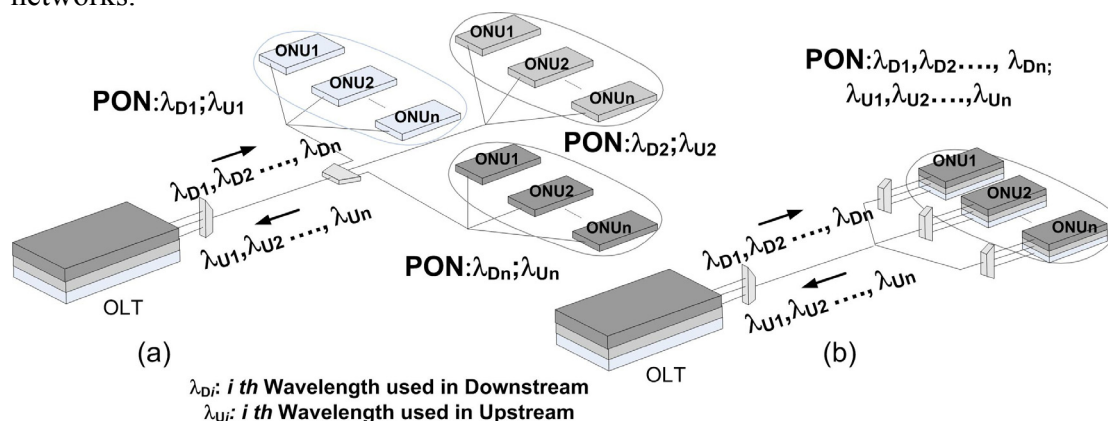 networks.
ONU1
ONU2
ONUn
PON:λD1;λU1
ONU1
ONU2
ONUn
PON:λD2;λU2
ONU1
ONU2
ONUn
PON:λDn;λUn
λD1,λD2 ...., λDn
λU1,λU2 ...., λUn
OLT
(a)
PON:λD1,λD2...., λDn;
λU1,λU2....,λUn
ONU1
ONU2
ONUn
λD1,λD2 ...., λDn
λU1,λU2 ...., λUn
OLT
(b)
λDi: i th Wavelength used in Downstream
λUi: i th Wavelength used in Upstream